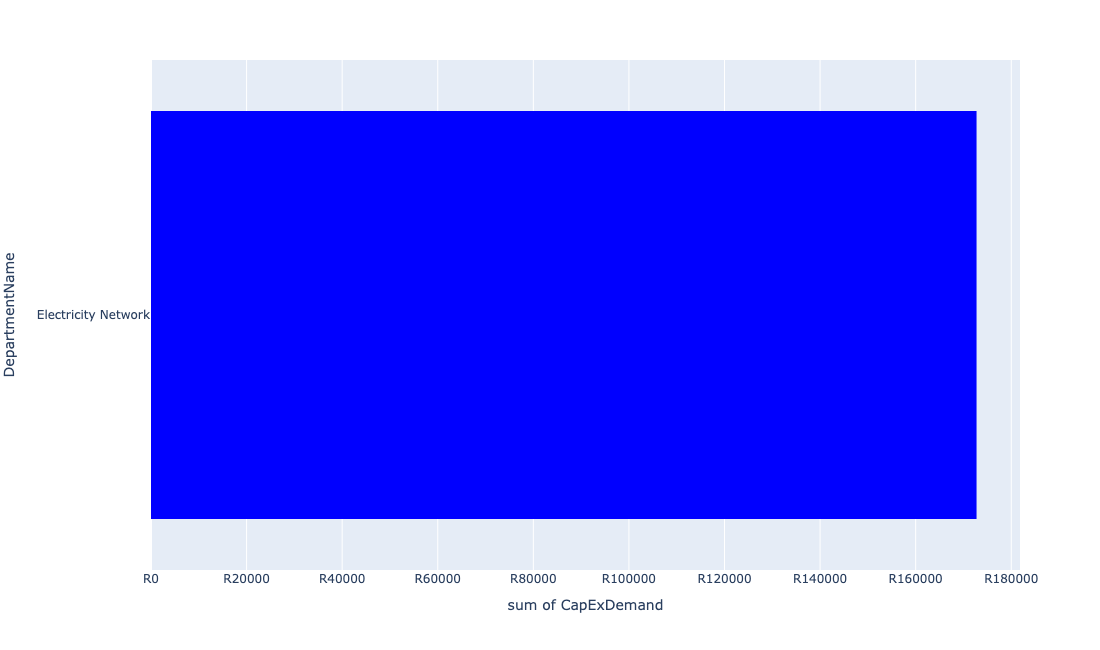 DepartmentName
Electricity Network
R0
R20000
R40000
R60000
R80000
R100000
R120000
R140000
R160000
R180000
sum of CapExDemand